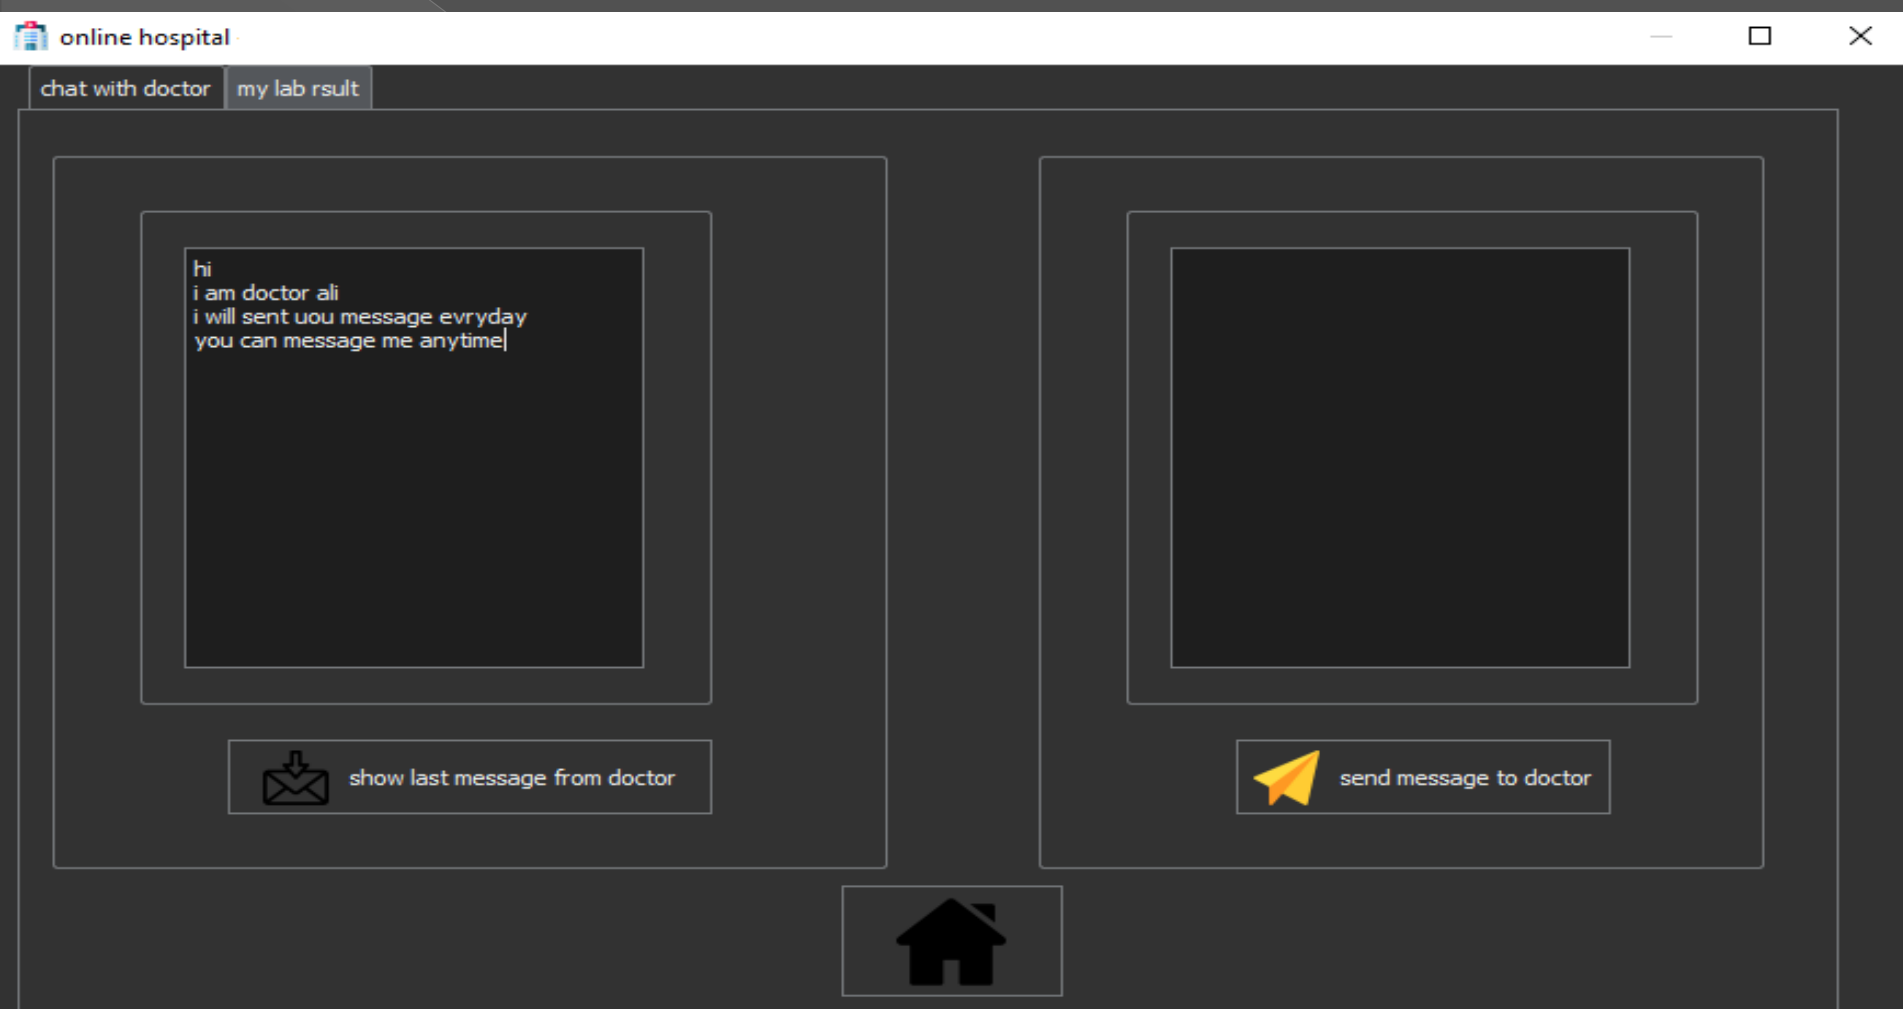 online hospital
chat with doctor
my lab rsult
hi
i am doctor ali
i will sent uou message evryday
you can message me anytime
show last message from doctor
send message to doctor